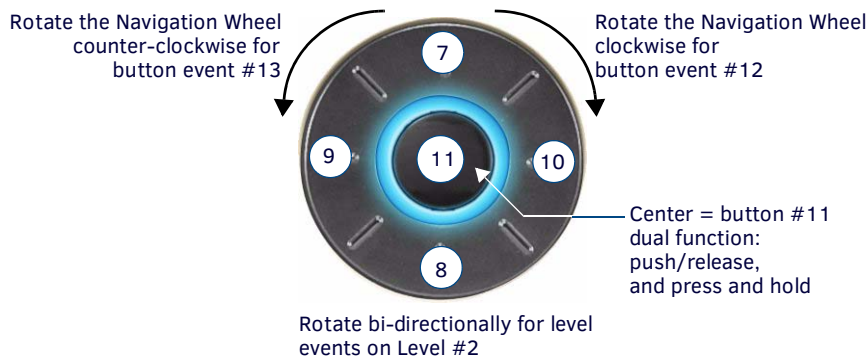 Rotate the Navigation Wheel
counter-clockwise for
button event #13
Rotate the Navigation Wheel
clockwise for
button event #12
7
9
11
10
8
Center = button #11
dual function:
push/release,
and press and hold
Rotate bi-directionally for level
events on Level #2